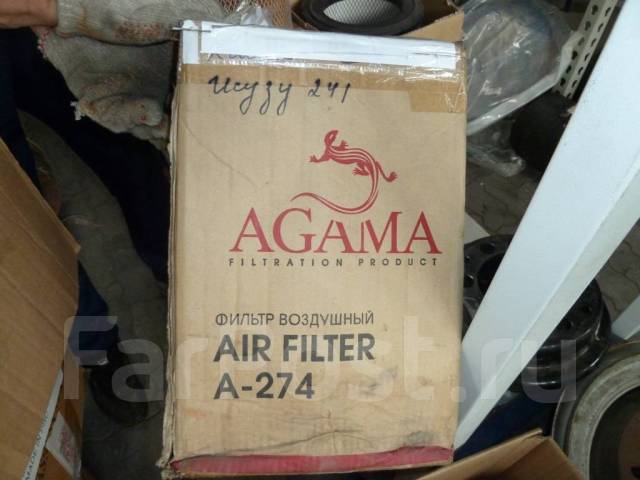 Исузу 241
AGAMA
FILTRATION PRODUCT
ФИЛЬТР ВОЗДУШНЫЙ
AIR FILTER
A-274
Farpost.ru